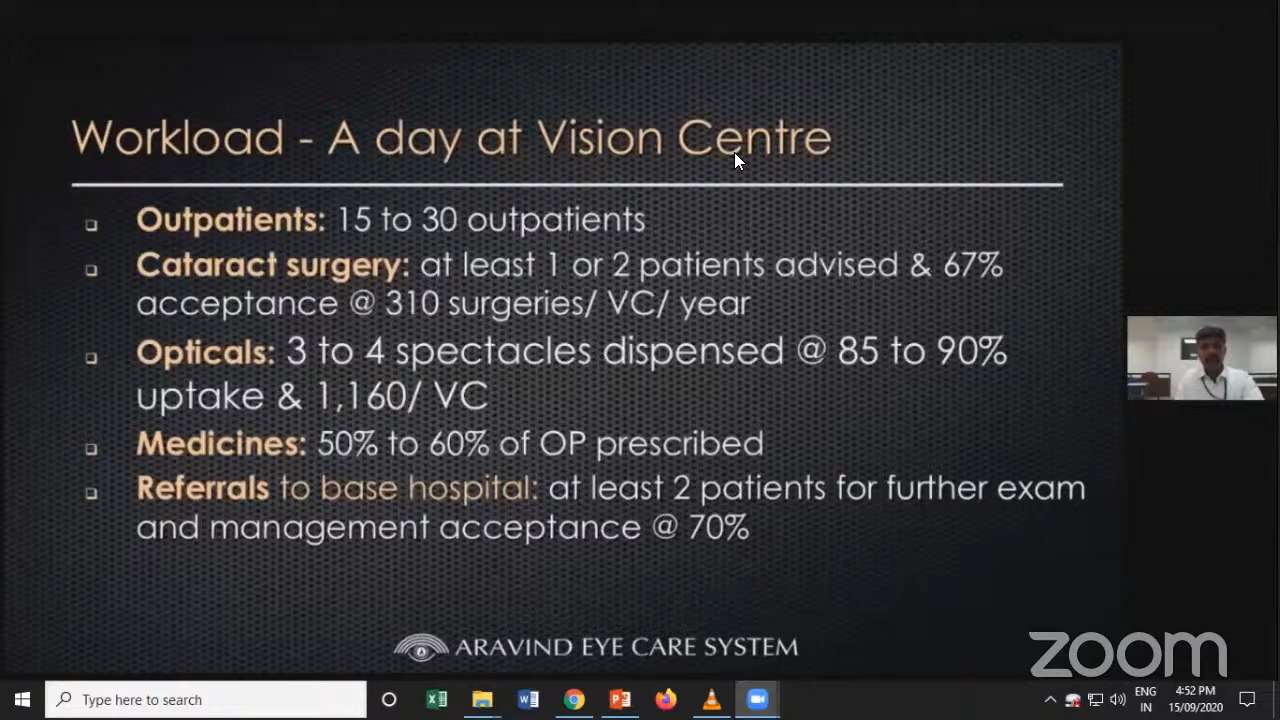 Workload - A day at Vision Centre
Outpatients: 15 to 30 outpatients
Cataract surgery: at least 1 or 2 patients advised & 67%
acceptance @ 310 surgeries/ VC/ year
Opticals: 3 to 4 spectacles dispensed @ 85 to 90%
uptake & 1,160/ VC
Medicines: 50% to 60% of OP prescribed
Referrals to base hospital: at least 2 patients for further exam
and management acceptance @ 70%
ARAVIND EYE CARE SYSTEM
zoom
Type here to search
ENG
IN
4:52 PM
15/09/2020